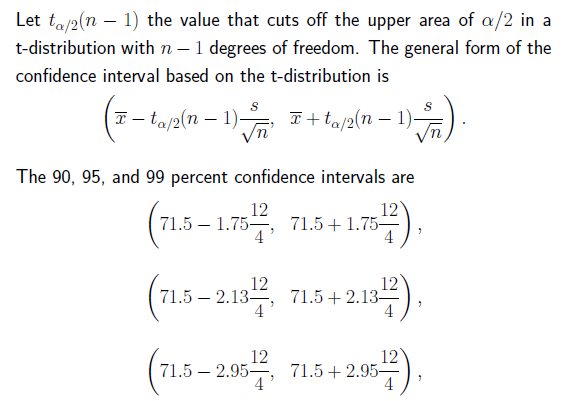 Let t_{α/2}(n − 1) the value that cuts off the upper area of α/2 in a
t-distribution with n − 1 degrees of freedom. The general form of the
confidence interval based on the t-distribution is
( x̅ − t_{α/2}(n − 1) s/√n, x̅ + t_{α/2}(n − 1) s/√n ) .
The 90, 95, and 99 percent confidence intervals are
( 71.5 − 1.75 12/4, 71.5 + 1.75 12/4 ) ,
( 71.5 − 2.13 12/4, 71.5 + 2.13 12/4 ) ,
( 71.5 − 2.95 12/4, 71.5 + 2.95 12/4 ) ,